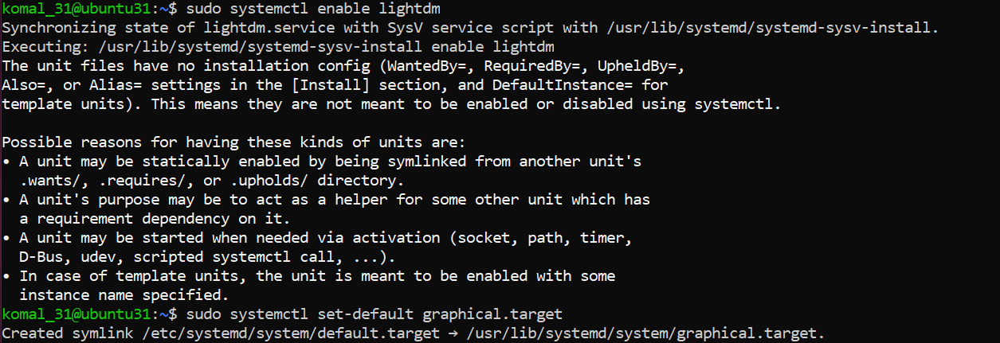 komal_31@ubuntu31:~$ sudo systemctl enable lightdm
Synchronizing state of lightdm.service with SysV service script with /usr/lib/systemd/systemd-sysv-install.
Executing: /usr/lib/systemd/systemd-sysv-install enable lightdm
The unit files have no installation config (WantedBy=, RequiredBy=, UpheldBy=,
Also=, or Alias= settings in the [Install] section, and DefaultInstance= for
template units). This means they are not meant to be enabled or disabled using systemctl.

Possible reasons for having these kinds of units are:
• A unit may be statically enabled by being symlinked from another unit's
  .wants/, .requires/, or .upholds/ directory.
• A unit's purpose may be to act as a helper for some other unit which has
  a requirement dependency on it.
• A unit may be started when needed via activation (socket, path, timer,
  D-Bus, udev, scripted systemctl call, ...).
• In case of template units, the unit is meant to be enabled with some
  instance name specified.
komal_31@ubuntu31:~$ sudo systemctl set-default graphical.target
Created symlink /etc/systemd/system/default.target → /usr/lib/systemd/system/graphical.target.